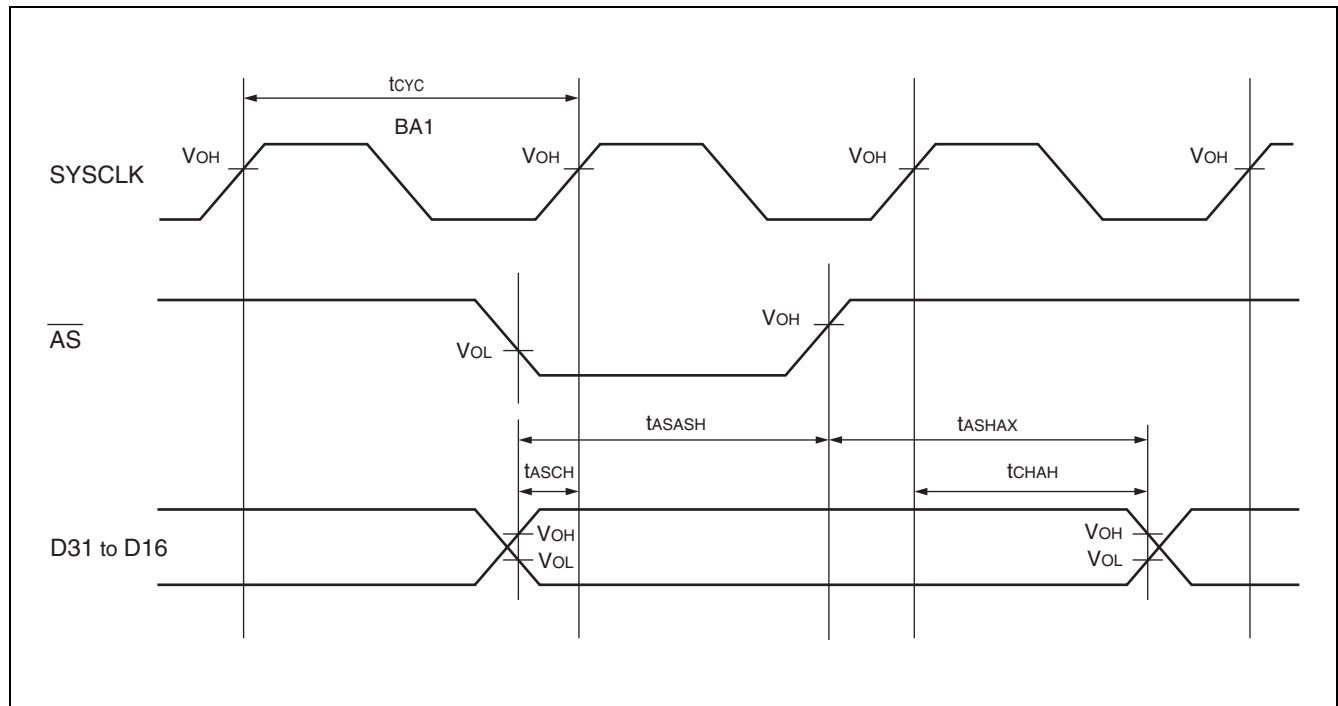 tCYC
BA1
VOH
VOH
VOH
VOH
SYSCLK
AS
VOH
VOL
tASASH
tASHAX
tASCH
tCHAH
D31 to D16
VOH
VOL
VOH
VOL